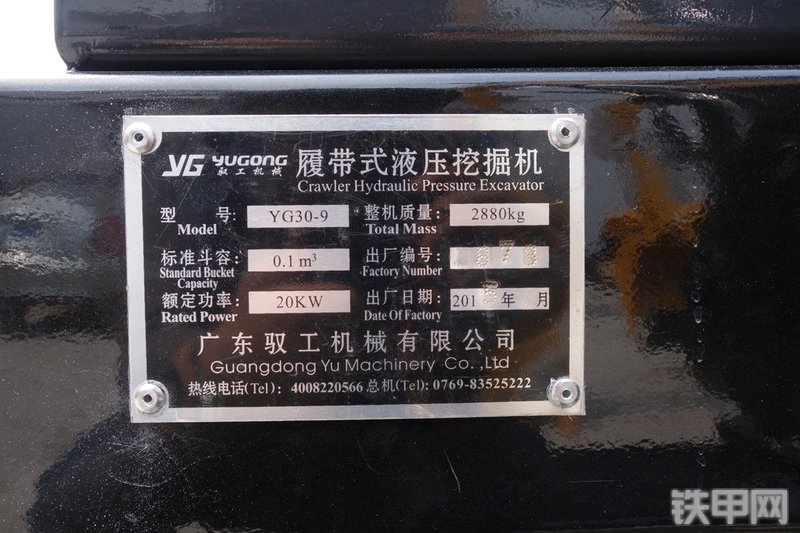 YG YUGONG 驭工机械 履带式液压挖掘机
Crawler Hydraulic Pressure Excavator
型 号: YG30-9 整机质量: 2880kg
Model Total Mass
标准斗容: 0.1m³ 出厂编号:
Standard Bucket Capacity Factory Number
额定功率: 20KW 出厂日期: 201 年 月
Rated Power Date Of Factory
广东驭工机械有限公司
Guangdong Yu Machinery Co. ,Ltd
热线电话(Tel): 4008220566 总机(Tel): 0769-83525222
铁甲网